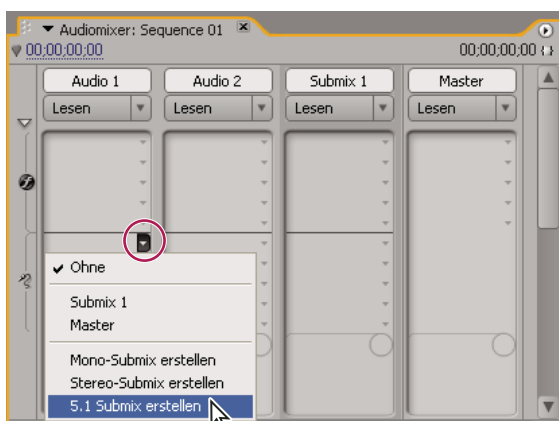 Audiomixer: Sequence 01
00;00;00;00 00;00;00;00
Audio 1 Audio 2 Submix 1 Master
Lesen Lesen Lesen Lesen
Ohne
Submix 1
Master
Mono-Submix erstellen
Stereo-Submix erstellen
5.1 Submix erstellen